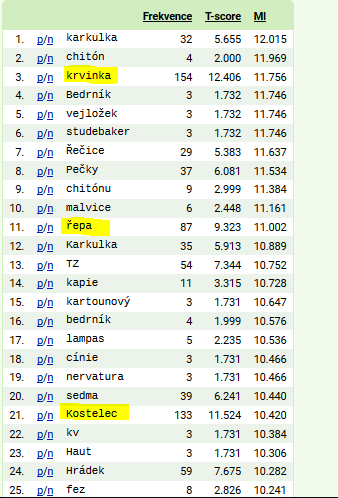 Frekvence T-score MI
1. p/n karkulka 32 5.655 12.015
2. p/n chitón 4 2.000 11.969
3. p/n krvinka 154 12.406 11.756
4. p/n Bedrník 3 1.732 11.746
5. p/n vejložek 3 1.732 11.746
6. p/n studebaker 3 1.732 11.746
7. p/n Řečice 29 5.383 11.637
8. p/n Pečky 37 6.081 11.534
9. p/n chitónu 9 2.999 11.384
10. p/n malvice 6 2.448 11.161
11. p/n řepa 87 9.323 11.002
12. p/n Karkulka 35 5.913 10.889
13. p/n TZ 54 7.344 10.752
14. p/n kapie 11 3.315 10.728
15. p/n kartounový 3 1.731 10.647
16. p/n bedrník 4 1.999 10.576
17. p/n lampas 5 2.235 10.536
18. p/n cínie 3 1.731 10.466
19. p/n nervatura 3 1.731 10.466
20. p/n sedma 39 6.241 10.440
21. p/n Kostelec 133 11.524 10.420
22. p/n kv 3 1.731 10.384
23. p/n Haut 3 1.731 10.306
24. p/n Hrádek 59 7.675 10.282
25. p/n fez 8 2.826 10.241